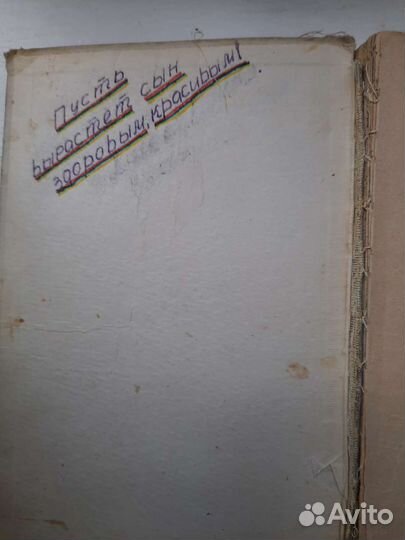 Пусть
вырастет сын
здоровым, красивым!
Avito